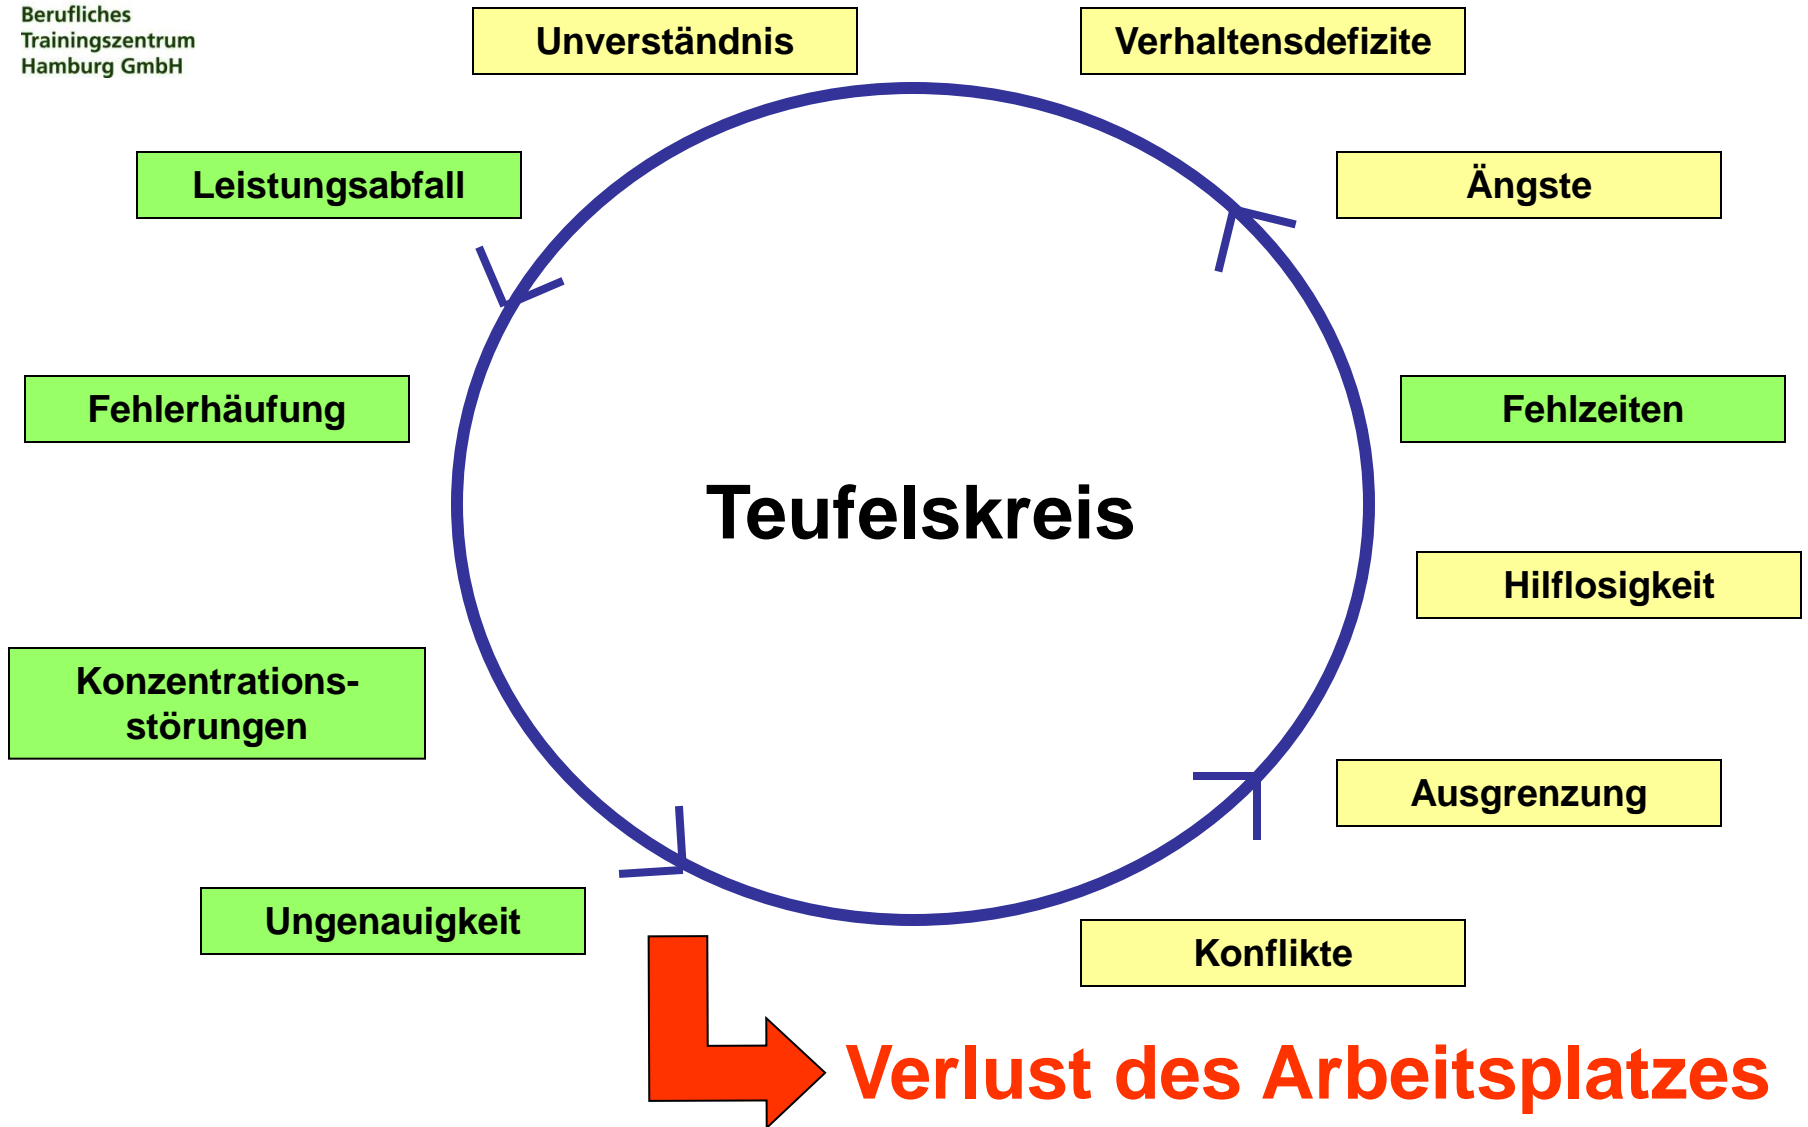 Berufliches
Trainingszentrum
Hamburg GmbH
Unverständnis
Verhaltensdefizite
Leistungsabfall
Ängste
Fehlerhäufung
Fehlzeiten
Teufelskreis
Hilflosigkeit
Konzentrations-
störungen
Ausgrenzung
Ungenauigkeit
Konflikte
Verlust des Arbeitsplatzes